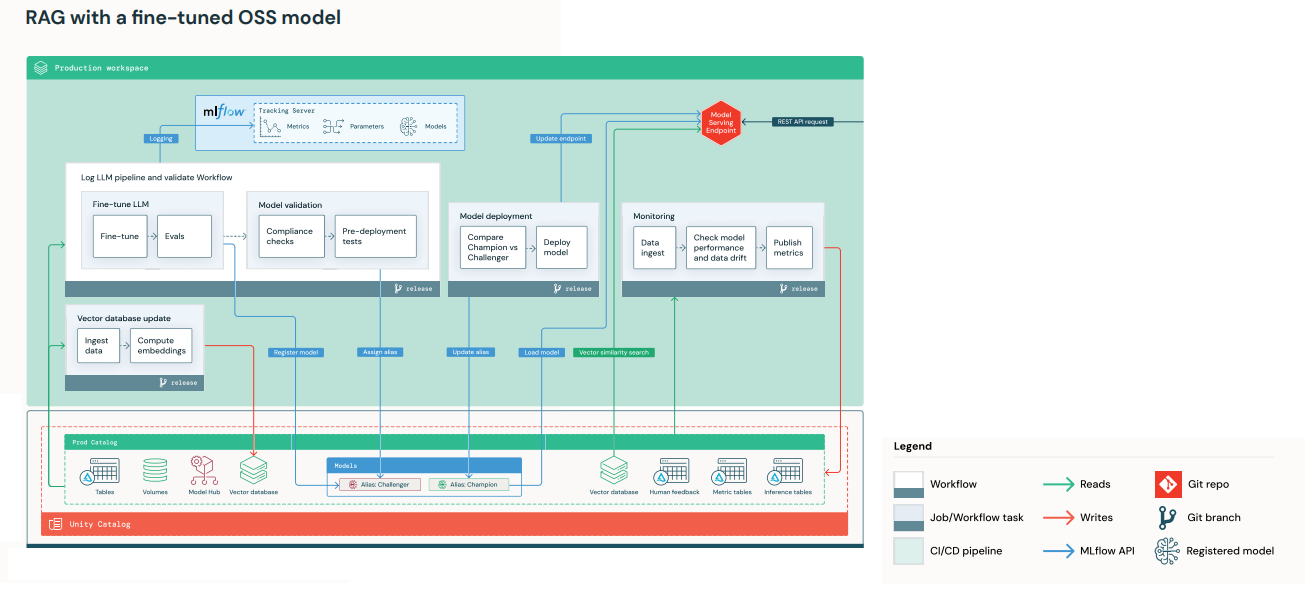 RAG with a fine-tuned OSS model
Production workspace
mlflow
Tracking Server
Metrics
Parameters
Models
Logging
Update endpoint
Model
Serving
Endpoint
REST API request
Log LLM pipeline and validate Workflow
Fine-tune LLM
Fine-tune
Evals
Model validation
Compliance
checks
Pre-deployment
tests
release
Model deployment
Compare
Champion vs
Challenger
Deploy
model
release
Monitoring
Data
ingest
Check model
performance
and data drift
Publish
metrics
release
Vector database update
Ingest
data
Compute
embeddings
release
Register model
Assign alias
Update alias
Load model
Vector similarity search
Prod Catalog
Tables
Volumes
Model Hub
Vector database
Models
Alias: Challenger
Alias: Champion
Vector database
Human feedback
Metric tables
Inference tables
Unity Catalog
Legend
Workflow
Reads
Git repo
Job/Workflow task
Writes
Git branch
CI/CD pipeline
MLflow API
Registered model